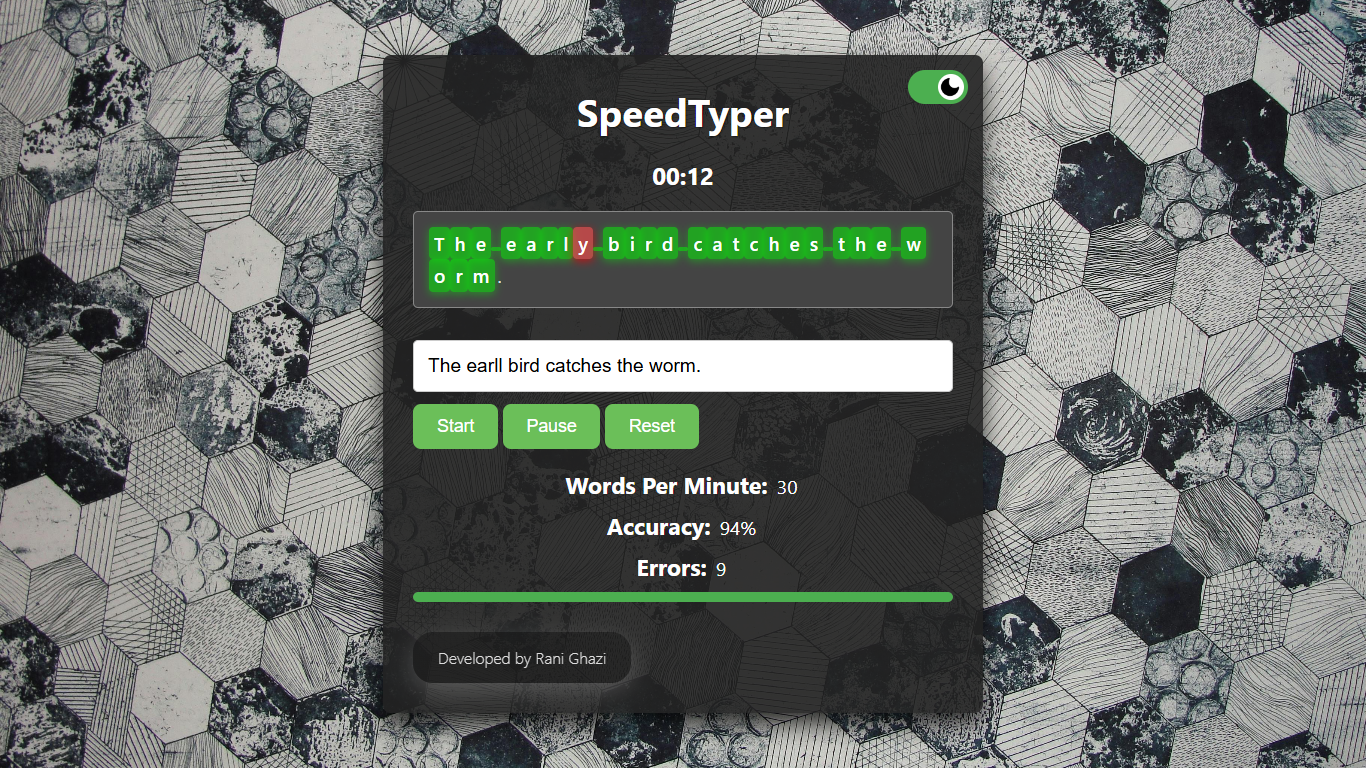 SpeedTyper
00:12
The early bird catches the w
orm.
The earll bird catches the worm.
Start Pause Reset
Words Per Minute: 30
Accuracy: 94%
Errors: 9
Developed by Rani Ghazi